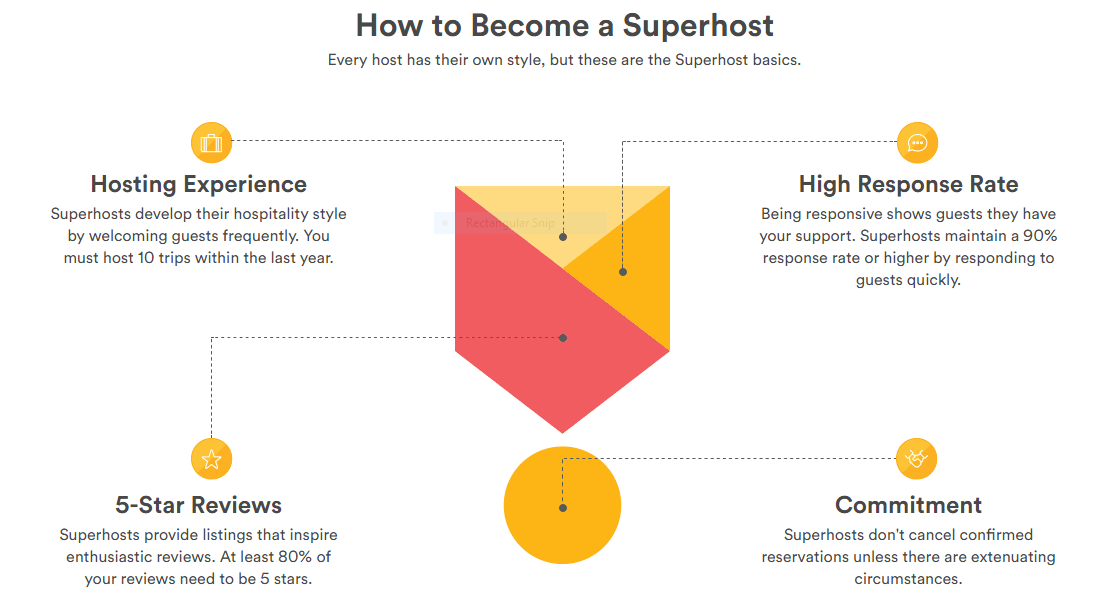 How to Become a Superhost
Every host has their own style, but these are the Superhost basics.
Hosting Experience
Superhosts develop their hospitality style
by welcoming guests frequently. You
must host 10 trips within the last year.
High Response Rate
Being responsive shows guests they have
your support. Superhosts maintain a 90%
response rate or higher by responding to
guests quickly.
Rectangular Snip
5-Star Reviews
Superhosts provide listings that inspire
enthusiastic reviews. At least 80% of
your reviews need to be 5 stars.
Commitment
Superhosts don't cancel confirmed
reservations unless there are extenuating
circumstances.